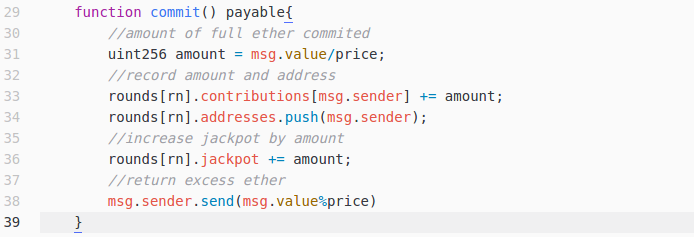 29 function commit() payable{
30 //amount of full ether commited
31 uint256 amount = msg.value/price;
32 //record amount and address
33 rounds[rn].contributions[msg.sender] += amount;
34 rounds[rn].addresses.push(msg.sender);
35 //increase jackpot by amount
36 rounds[rn].jackpot += amount;
37 //return excess ether
38 msg.sender.send(msg.value%price)
39 }